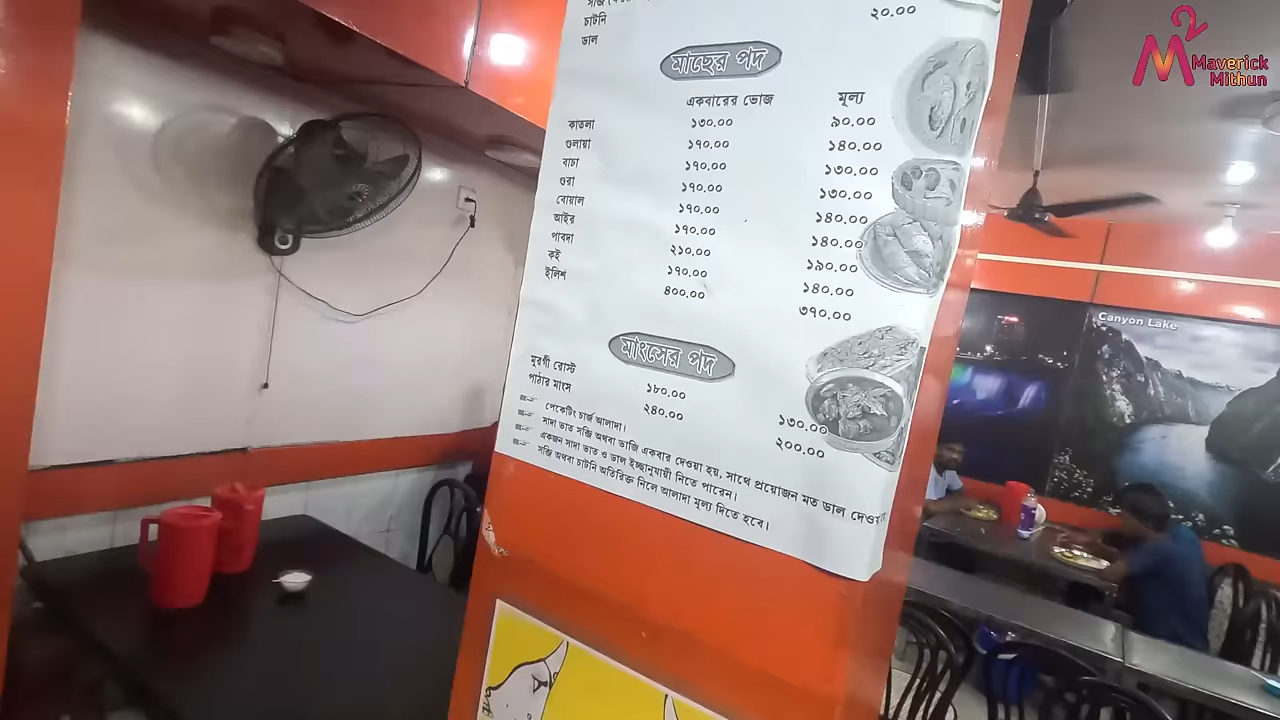 চাটনি ২০.০০
ডাল
মাছের পদ
একবারের ভোজ মূল্য
কাতলা ১৩০.০০ ৯০.০০
গুলায়া ১৭০.০০ ১৪০.০০
বাচা ১৭০.০০ ১৩০.০০
গুরা ১৭০.০০ ১৩০.০০
বোয়াল ১৭০.০০ ১৪০.০০
আইর ১৭০.০০ ১৪০.০০
পাবদা ২১০.০০ ১৯০.০০
কই ১৭০.০০ ১৪০.০০
ইলিশ ৪০০.০০ ৩৭০.০০
মাংসের পদ
মুরগী রোস্ট ১৮০.০০ ১৩০.০০
পাঠার মাংস ২৪০.০০ ২০০.০০
পেকেটিং চার্জ আলাদা।
সাদা ভাত সব্জি অথবা ভাজি একবার দেওয়া হয়, সাথে প্রয়োজন মত ডাল দেওয়া
একজন সাদা ভাত ও ডাল ইচ্ছানুযায়ী নিতে পারেন।
সব্জি অথবা চাটনি অতিরিক্ত নিলে আলাদা মূল্য দিতে হবে।
Canyon Lake
M2 Maverick
Mithun